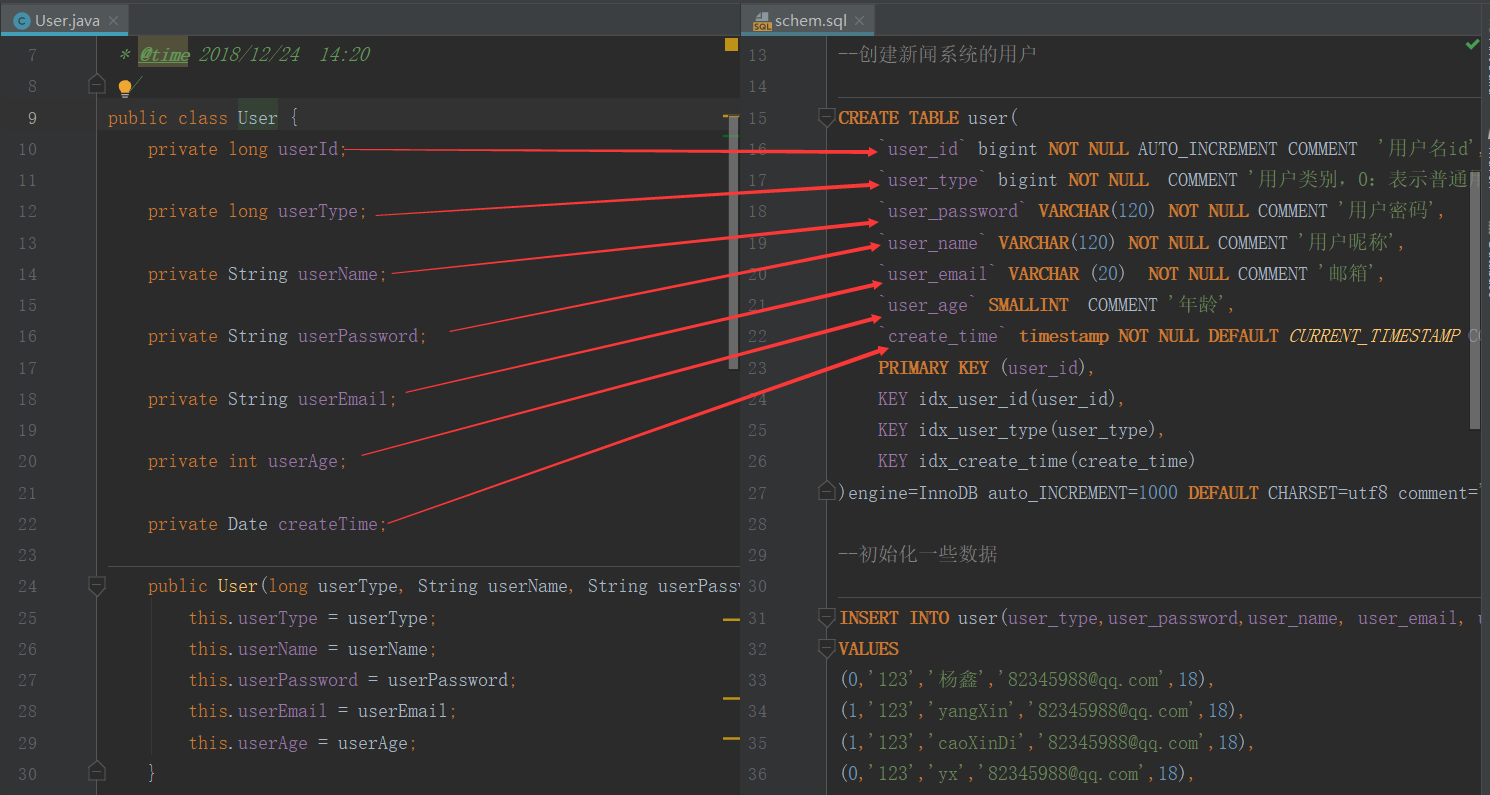 User.java
7 * @time 2018/12/24 14:20
8 /
9 public class User {
10 private long userId;
11
12 private long userType;
13
14 private String userName;
15
16 private String userPassword;
17
18 private String userEmail;
19
20 private int userAge;
21
22 private Date createTime;
23
24 public User(long userType, String userName, String userPassw
25 this.userType = userType;
26 this.userName = userName;
27 this.userPassword = userPassword;
28 this.userEmail = userEmail;
29 this.userAge = userAge;
30 }
SQL schem.sql
13 --创建新闻系统的用户
14
15 CREATE TABLE user(
16 `user_id` bigint NOT NULL AUTO_INCREMENT COMMENT '用户名id',
17 `user_type` bigint NOT NULL COMMENT '用户类别，0：表示普通用
18 `user_password` VARCHAR(120) NOT NULL COMMENT '用户密码',
19 `user_name` VARCHAR(120) NOT NULL COMMENT '用户昵称',
20 `user_email` VARCHAR (20) NOT NULL COMMENT '邮箱',
21 `user_age` SMALLINT COMMENT '年龄',
22 `create_time` timestamp NOT NULL DEFAULT CURRENT_TIMESTAMP CO
23 PRIMARY KEY (user_id),
24 KEY idx_user_id(user_id),
25 KEY idx_user_type(user_type),
26 KEY idx_create_time(create_time)
27 )engine=InnoDB auto_INCREMENT=1000 DEFAULT CHARSET=utf8 comment='
28
29 --初始化一些数据
30
31 INSERT INTO user(user_type,user_password,user_name, user_email,
32 VALUES
33 (0,'123','杨鑫','82345988@qq.com',18),
34 (1,'123','yangXin','82345988@qq.com',18),
35 (1,'123','caoXinDi','82345988@qq.com',18),
36 (0,'123','yx','82345988@qq.com',18),